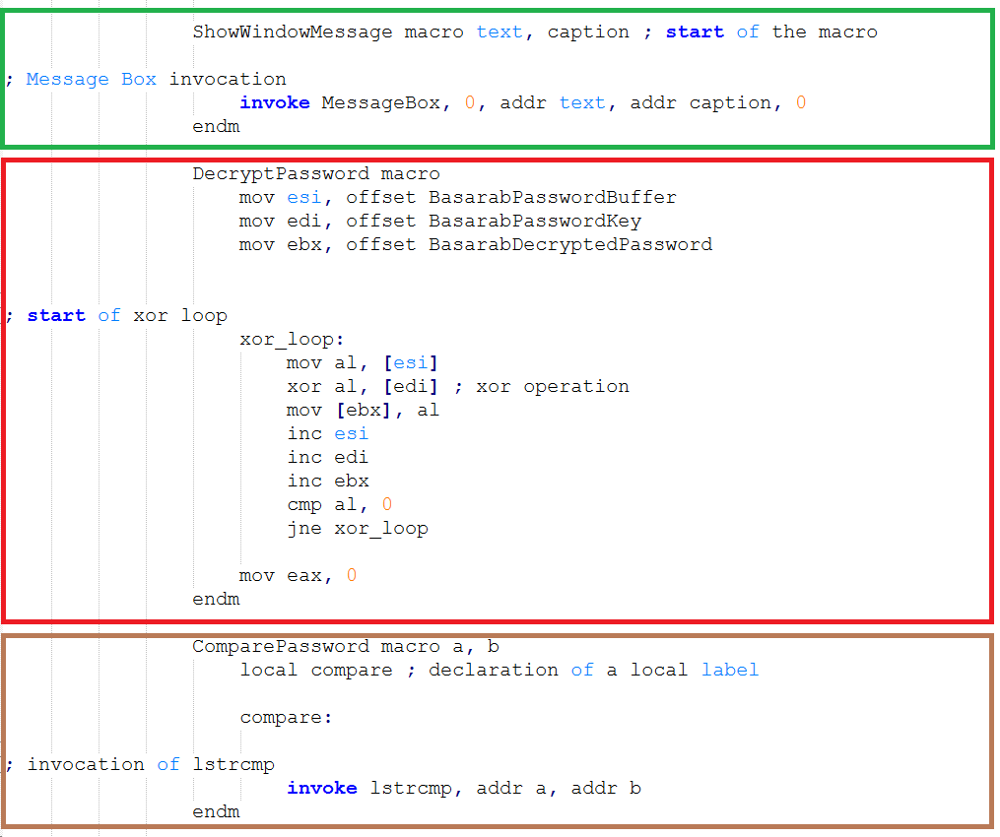 ShowWindowMessage macro text, caption ; start of the macro
; Message Box invocation
invoke MessageBox, 0, addr text, addr caption, 0
endm
DecryptPassword macro
mov esi, offset BasarabPasswordBuffer
mov edi, offset BasarabPasswordKey
mov ebx, offset BasarabDecryptedPassword
; start of xor loop
xor_loop:
mov al, [esi]
xor al, [edi] ; xor operation
mov [ebx], al
inc esi
inc edi
inc ebx
cmp al, 0
jne xor_loop
mov eax, 0
endm
ComparePassword macro a, b
local compare ; declaration of a local label
compare:
; invocation of lstrcmp
invoke lstrcmp, addr a, addr b
endm